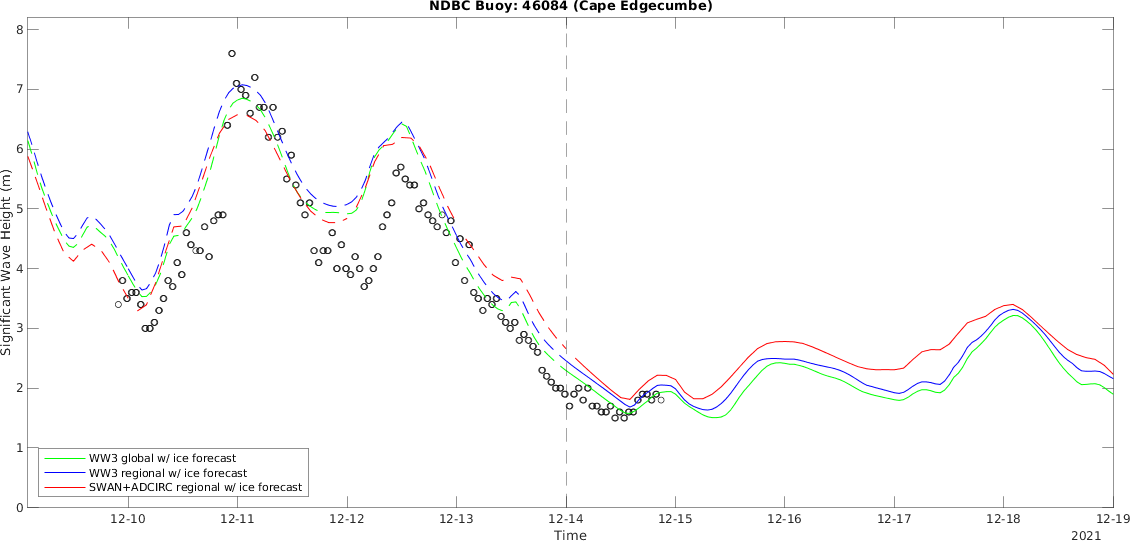 NDBC Buoy: 46084 (Cape Edgecumbe)
Significant Wave Height (m)
8
7
6
5
4
3
2
1
0
WW3 global w/ ice forecast
WW3 regional w/ ice forecast
SWAN+ADCIRC regional w/ ice forecast
12-10 12-11 12-12 12-13 12-14 12-15 12-16 12-17 12-18 12-19
Time
2021